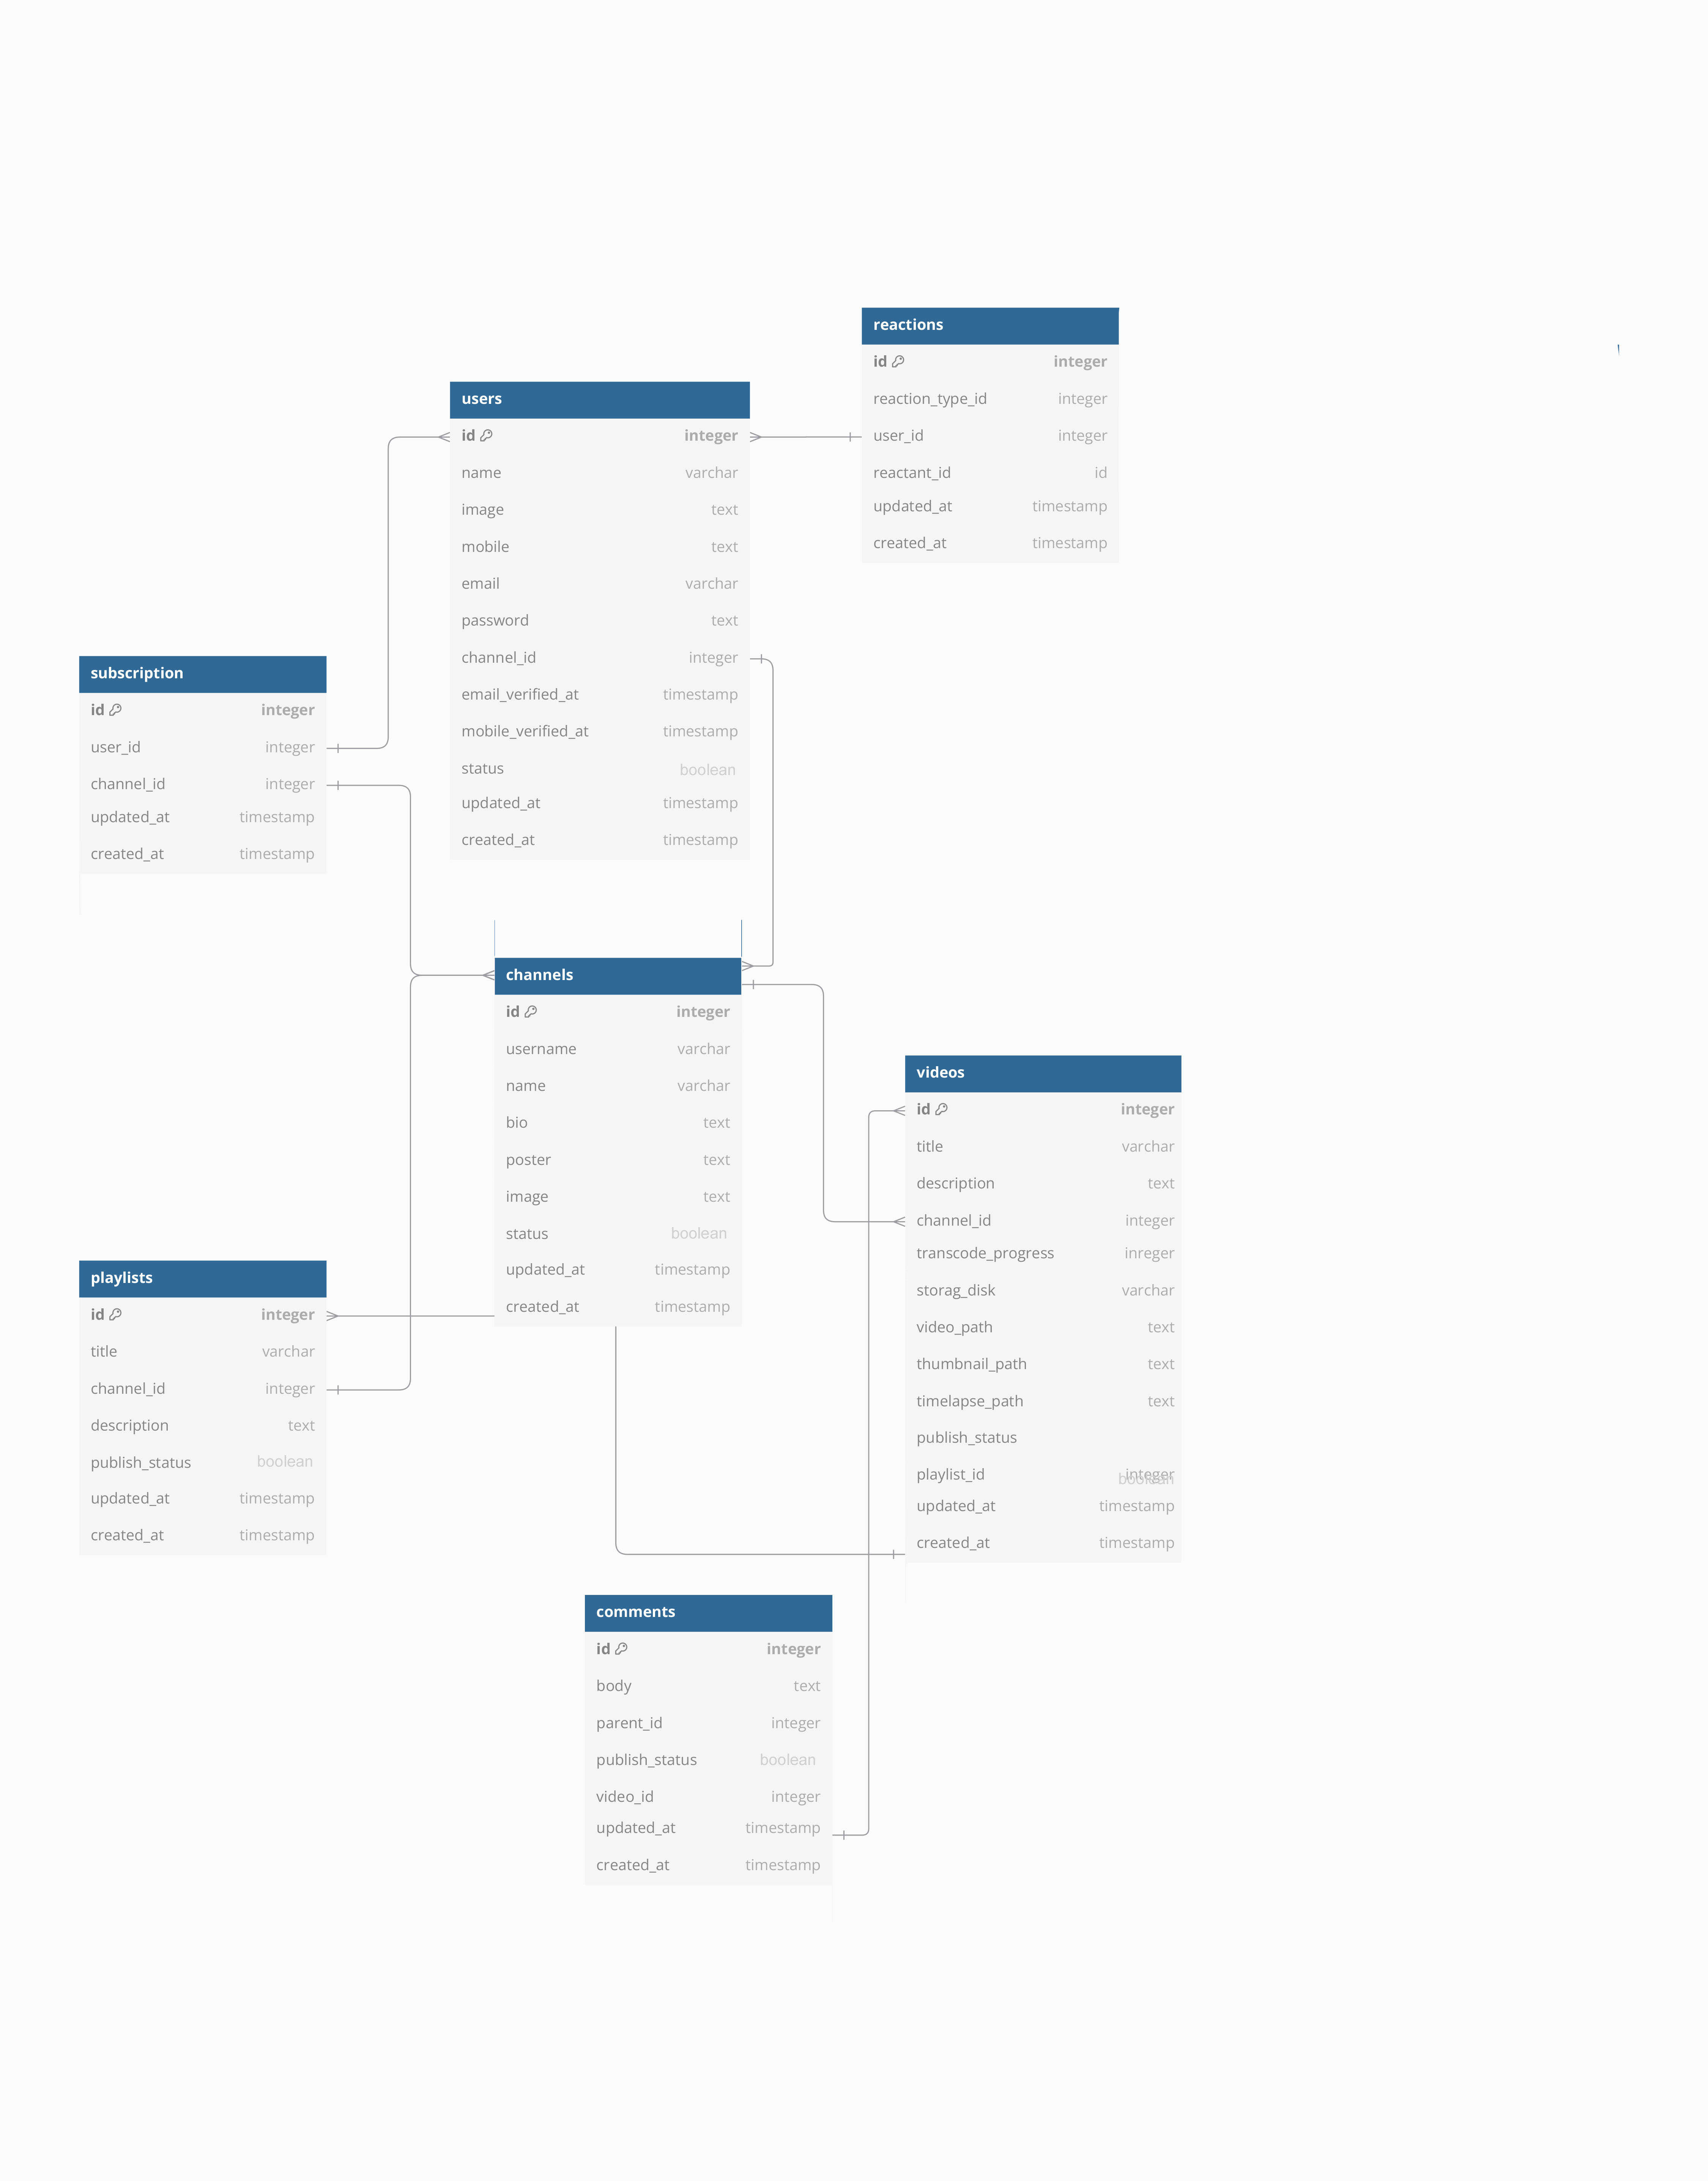 reactions
id integer
reaction_type_id integer
user_id integer
reactant_id id
updated_at timestamp
created_at timestamp
users
id integer
name varchar
image text
mobile text
email varchar
password text
channel_id integer
email_verified_at timestamp
mobile_verified_at timestamp
status boolean
updated_at timestamp
created_at timestamp
subscription
id integer
user_id integer
channel_id integer
updated_at timestamp
created_at timestamp
channels
id integer
username varchar
name varchar
bio text
poster text
image text
status boolean
updated_at timestamp
created_at timestamp
videos
id integer
title varchar
description text
channel_id integer
transcode_progress inreger
storag_disk varchar
video_path text
thumbnail_path text
timelapse_path text
publish_status
playlist_id integer
boolean
updated_at timestamp
created_at timestamp
playlists
id integer
title varchar
channel_id integer
description text
publish_status boolean
updated_at timestamp
created_at timestamp
comments
id integer
body text
parent_id integer
publish_status boolean
video_id integer
updated_at timestamp
created_at timestamp